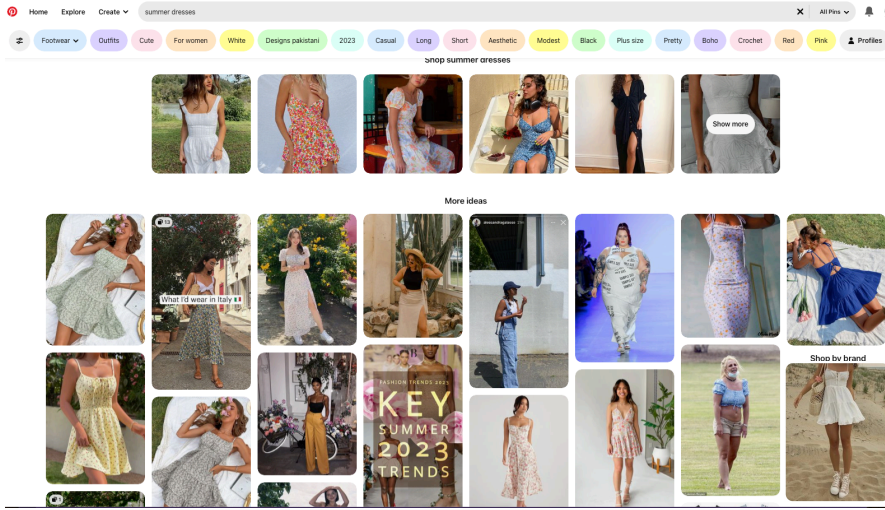 Home Explore Create summer dresses All Pins
Footwear Outfits Cute For women White Designs pakistani 2023 Casual Long Short Aesthetic Modest Black Plus size Pretty Boho Crochet Red Pink Profiles
Shop summer dresses
Show more
More ideas
13
What I'd wear in Italy
FASHION TRENDS 2023
KEY
SUMMER
2023
TRENDS
Shop by brand